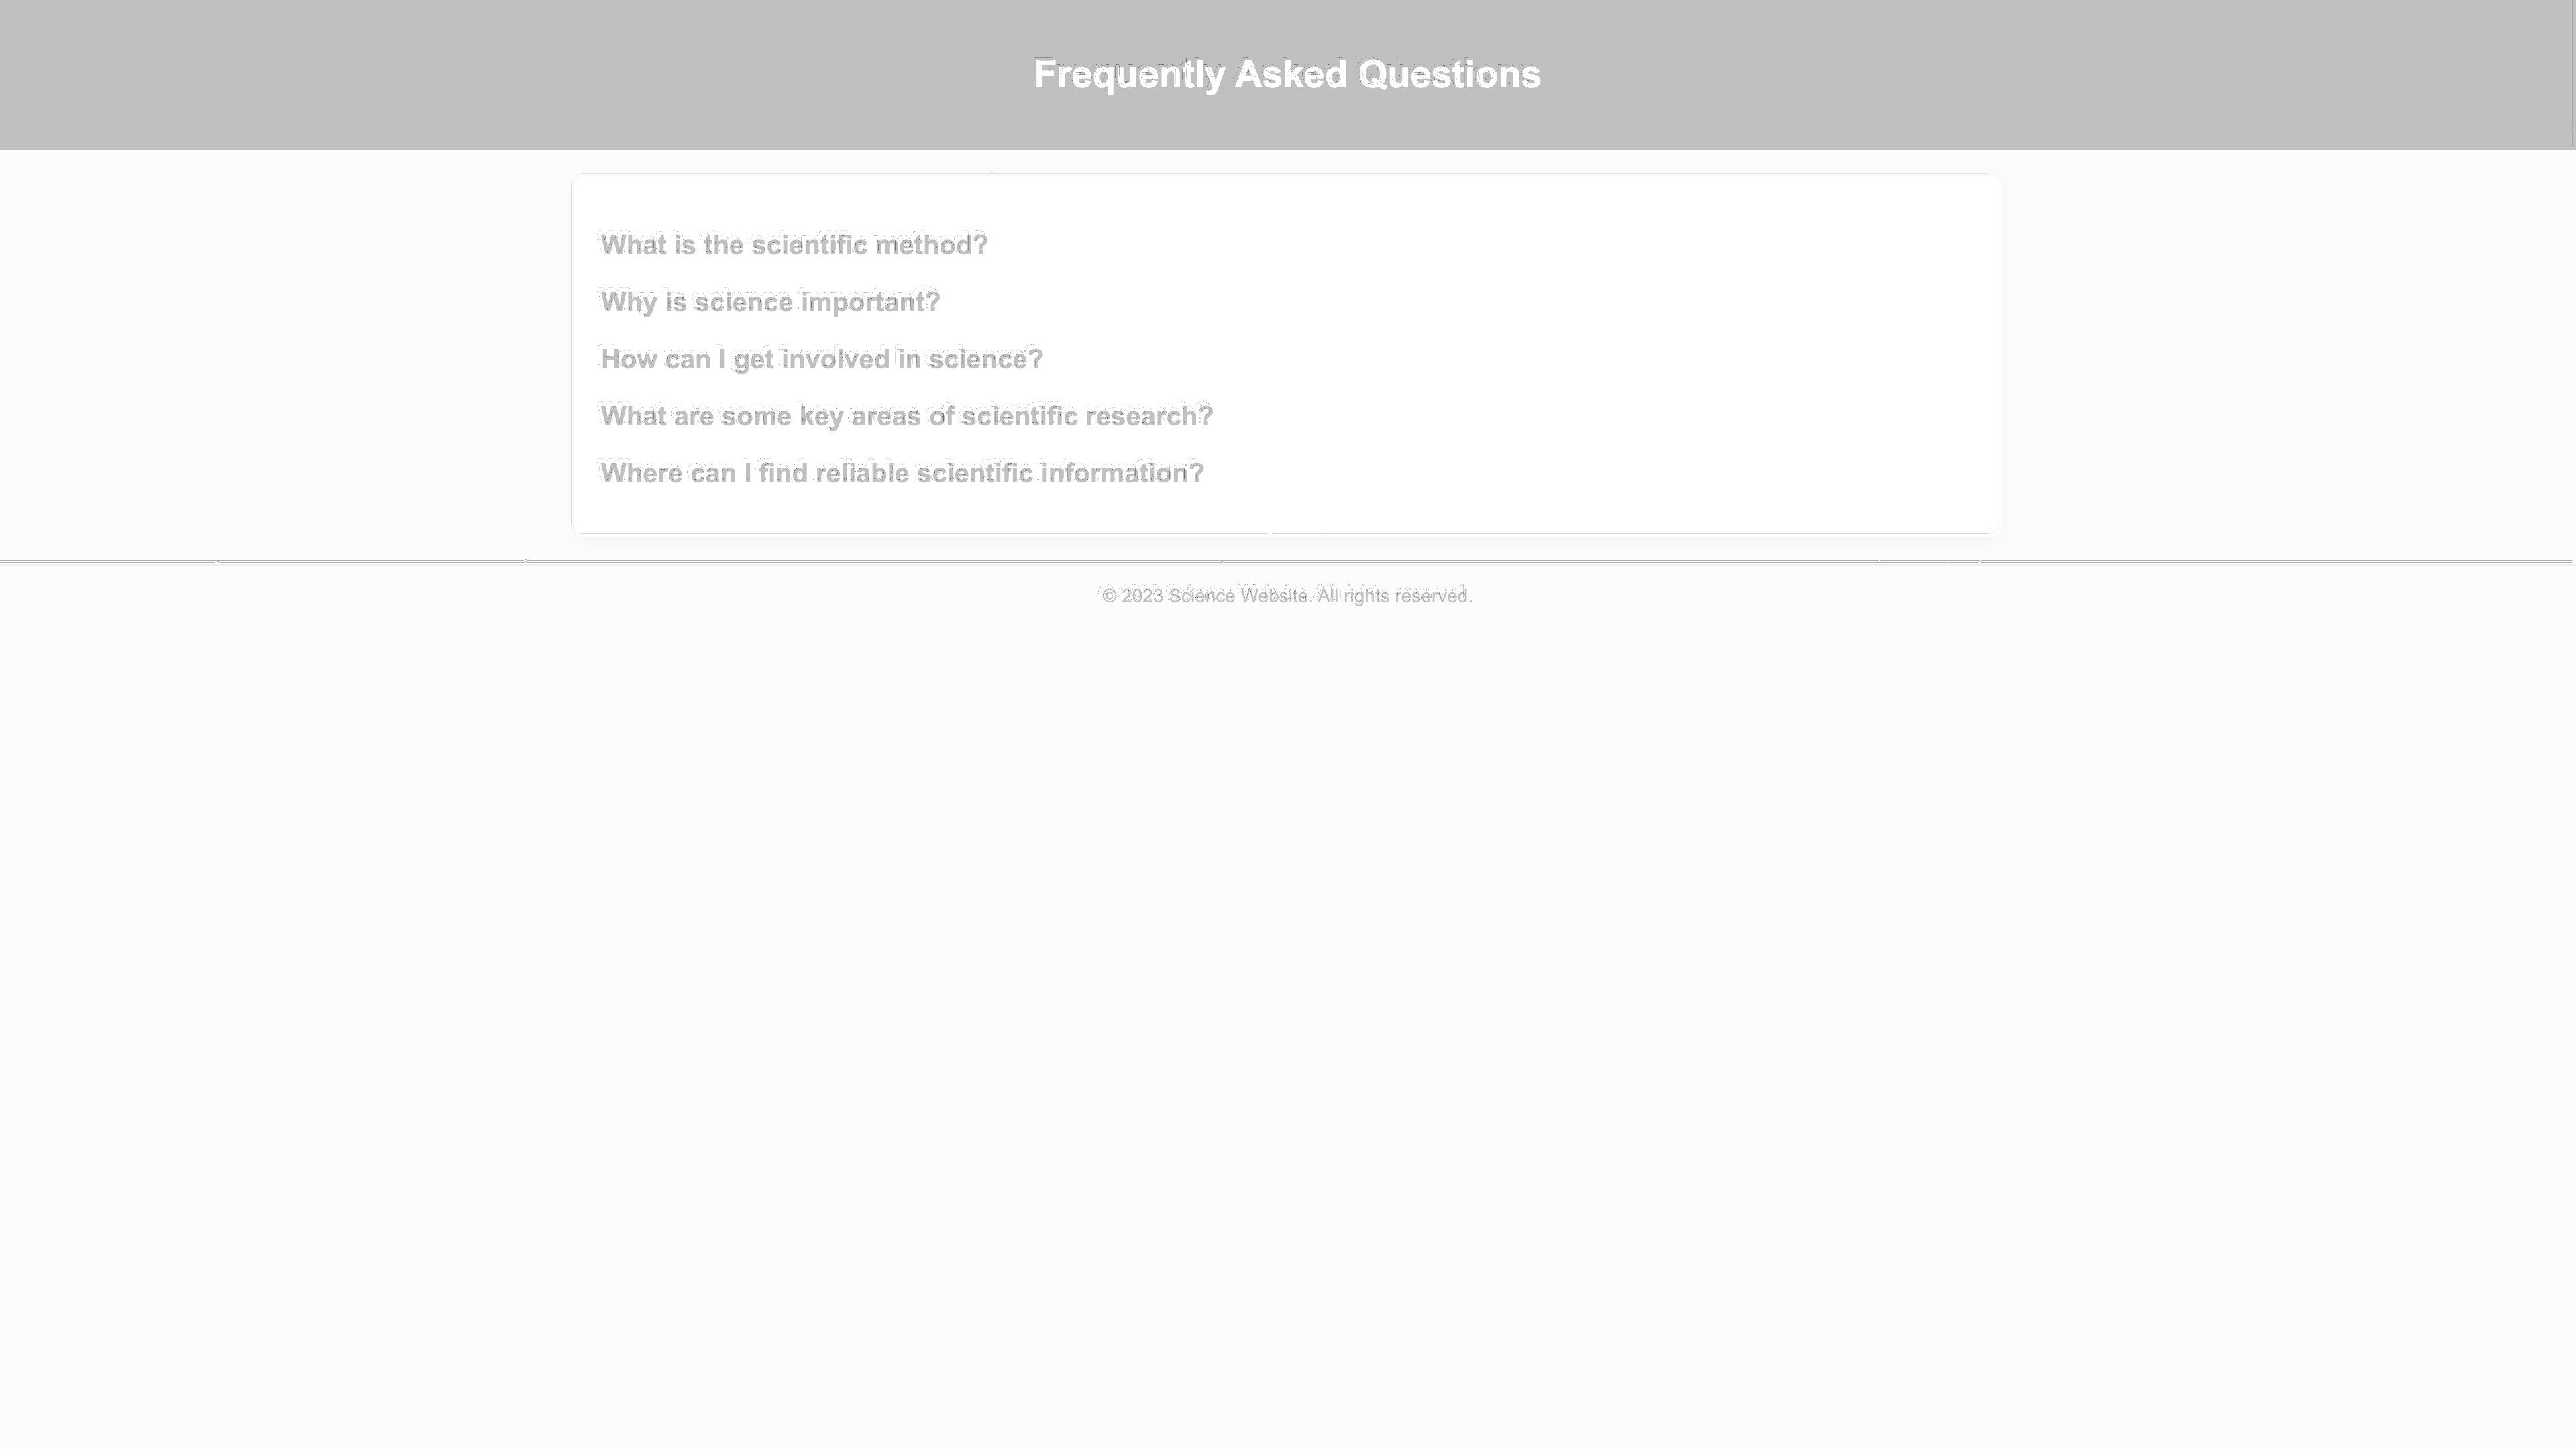 Frequently Asked Questions
What is the scientific method?
Why is science important?
How can I get involved in science?
What are some key areas of scientific research?
Where can I find reliable scientific information?
© 2023 Science Website. All rights reserved.